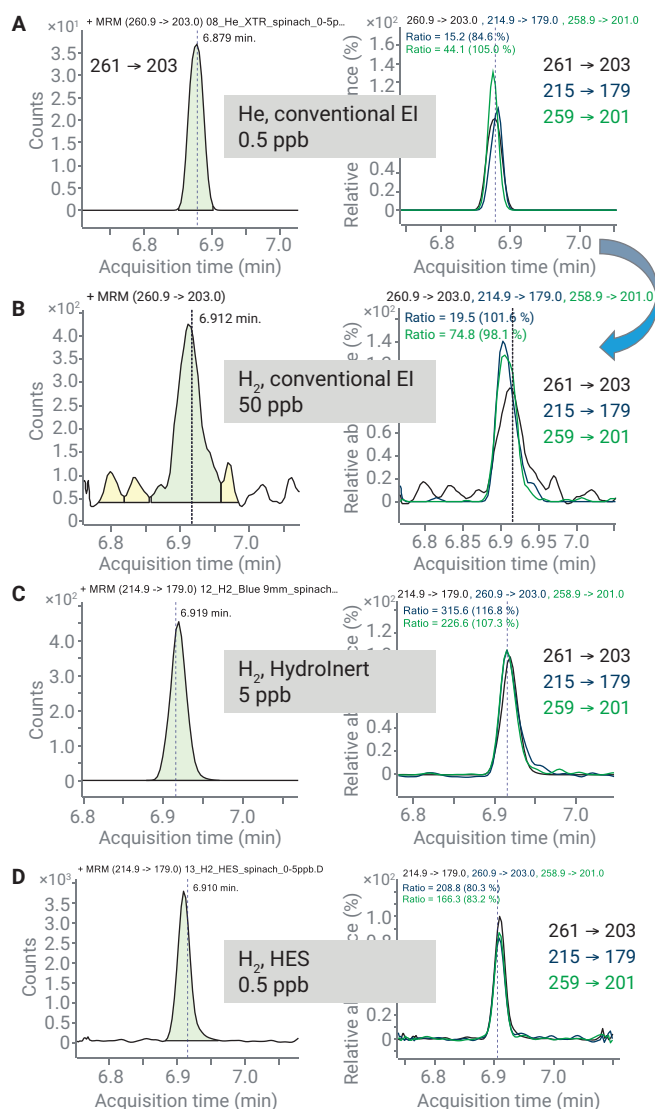 A
+ MRM (260.9 -> 203.0) 08_He_XTR_spinach_0-5p...
×10¹
6.879 min.
261 → 203
3.5
3.0
2.5
2.0
1.5
1.0
0.5
0
Counts
6.8 6.9 7.0
Acquisition time (min)
He, conventional EI
0.5 ppb
260.9 -> 203.0 , 214.9 -> 179.0, 258.9 -> 201.0
×10²
Ratio = 15.2 (84.6 %)
Ratio = 44.1 (105.0 %)
261 → 203
215 → 179
259 → 201
1.6
1.4
1.2
0.2
0
Relative nce (%)
6.8 6.9 7.0
Acquisition time (min)
B
+ MRM (260.9 -> 203.0)
×10²
6.912 min.
4.0
3.5
3.0
2.5
2.0
1.5
1.0
0.5
0
Counts
6.8 6.9 7.0
Acquisition time (min)
H₂, conventional EI
50 ppb
260.9 -> 203.0, 214.9 -> 179.0, 258.9 -> 201.0
×10²
Ratio = 19.5 (101.6 %)
Ratio = 74.8 (98.1 %)
261 → 203
215 → 179
259 → 201
1.6
1.4
0.4
0.2
0
Relative ab e (%)
6.8 6.85 6.9 6.95 7.0
Acquisition time (min)
C
+ MRM (214.9 -> 179.0) 12_H2_Blue 9mm_spinach...
×10²
6.919 min.
4.0
3.0
2.0
1.0
0
Counts
6.8 6.9 7.0
Acquisition time (min)
H₂, HydroInert
5 ppb
214.9 -> 179.0, 260.9 -> 203.0, 258.9 -> 201.0
×10²
Ratio = 315.6 (116.8 %)
Ratio = 226.6 (107.3 %)
261 → 203
215 → 179
259 → 201
0.4
0.2
0
Relative ab (%)
6.8 6.9 7.0
Acquisition time (min)
D
+ MRM (214.9 -> 179.0) 13_H2_HES_spinach_0-5ppb.D
×10³
6.910 min.
3.5
3.0
2.5
2.0
1.5
1.0
0.5
0
Counts
6.8 6.9 7.0
Acquisition time (min)
H₂, HES
0.5 ppb
214.9 -> 179.0, 260.9 -> 203.0, 258.9 -> 201.0
×10²
Ratio = 208.8 (80.3 %)
Ratio = 166.3 (83.2 %)
261 → 203
215 → 179
259 → 201
1.0
0.2
0
Relative ab (%)
6.8 6.9 7.0
Acquisition time (min)